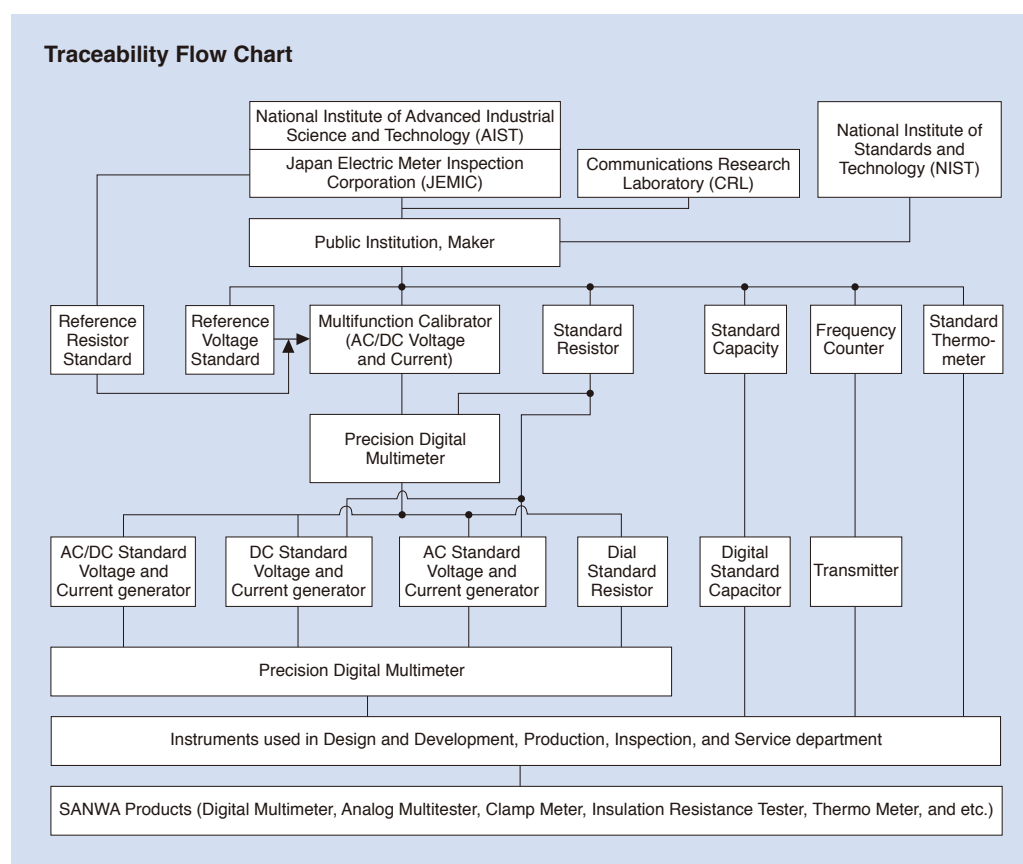 Traceability Flow Chart
National Institute of Advanced Industrial
Science and Technology (AIST)
Japan Electric Meter Inspection
Corporation (JEMIC)
Communications Research
Laboratory (CRL)
National Institute of
Standards and
Technology (NIST)
Public Institution, Maker
Reference
Resistor
Standard
Reference
Voltage
Standard
Multifunction Calibrator
(AC/DC Voltage
and Current)
Standard
Resistor
Standard
Capacity
Frequency
Counter
Standard
Thermo-
meter
Precision Digital
Multimeter
AC/DC Standard
Voltage and
Current generator
DC Standard
Voltage and
Current generator
AC Standard
Voltage and
Current generator
Dial
Standard
Resistor
Digital
Standard
Capacitor
Transmitter
Precision Digital Multimeter
Instruments used in Design and Development, Production, Inspection, and Service department
SANWA Products (Digital Multimeter, Analog Multitester, Clamp Meter, Insulation Resistance Tester, Thermo Meter, and etc.)